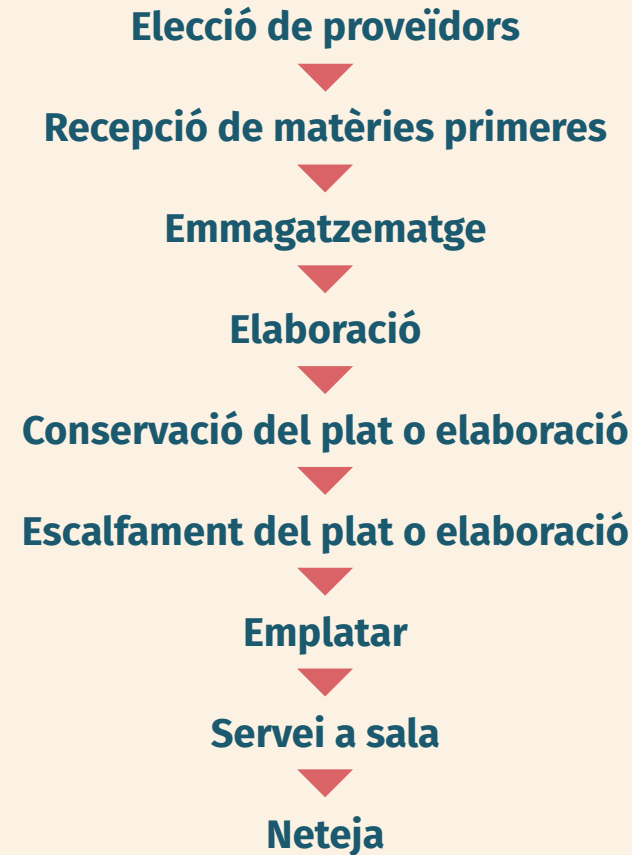 Elecció de proveïdors
Recepció de matèries primeres
Emmagatzematge
Elaboració
Conservació del plat o elaboració
Escalfament del plat o elaboració
Emplatar
Servei a sala
Neteja